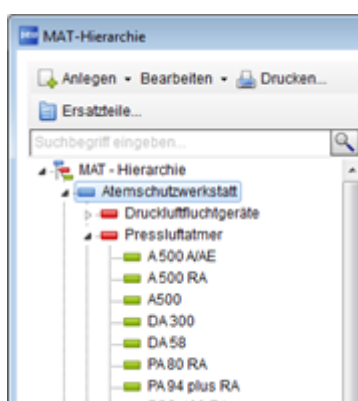 MAT-Hierarchie
Anlegen Bearbeiten Drucken...
Ersatzteile...
Suchbegriff eingeben...
MAT - Hierarchie
Atemschutzwerkstatt
Druckluftfluchtgeräte
Pressluftatmer
A 500 A/AE
A 500 RA
A500
DA 300
DA 58
PA 80 RA
PA 94 plus RA